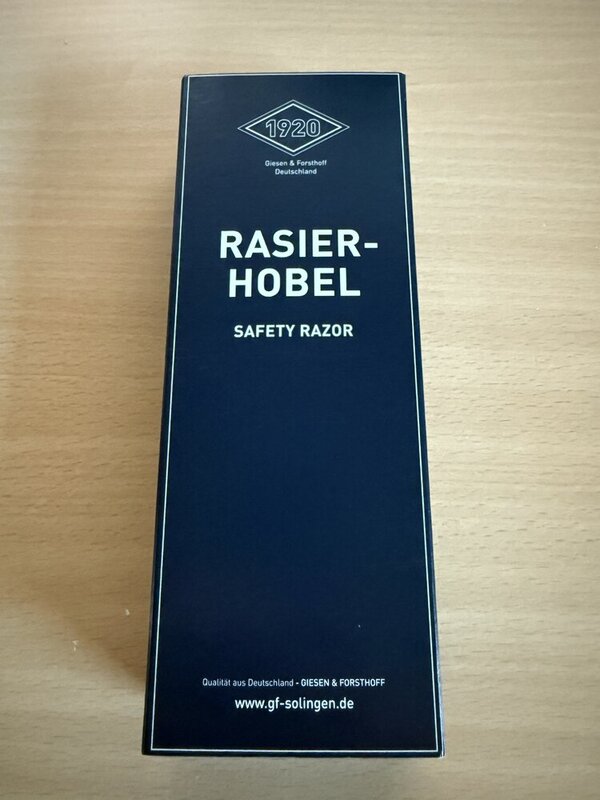 1920
Giesen & Forsthoff
Deutschland
RASIER-
HOBEL
SAFETY RAZOR
Qualität aus Deutschland - GIESEN & FORSTHOFF
www.gf-solingen.de